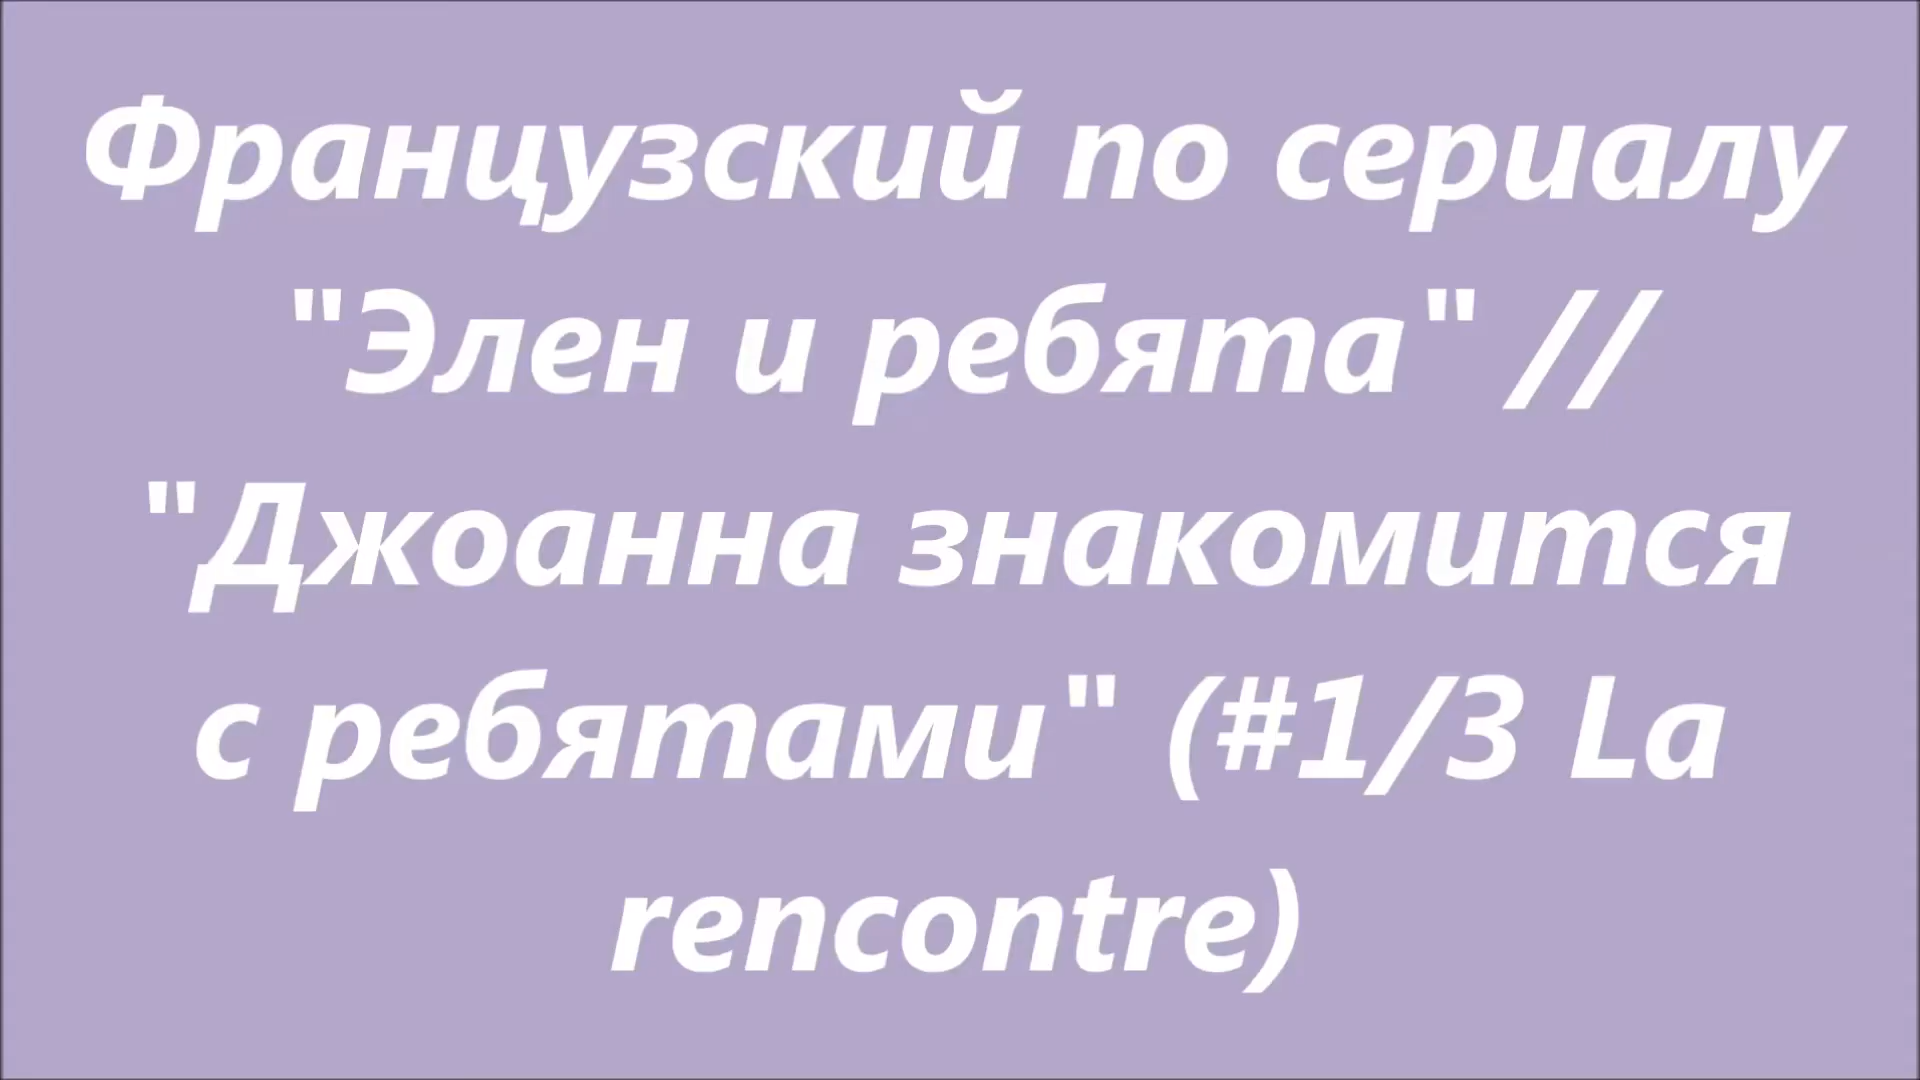 Французский по сериалу
"Элен и ребята" //
"Джоанна знакомится
с ребятами" (#1/3 La
rencontre)